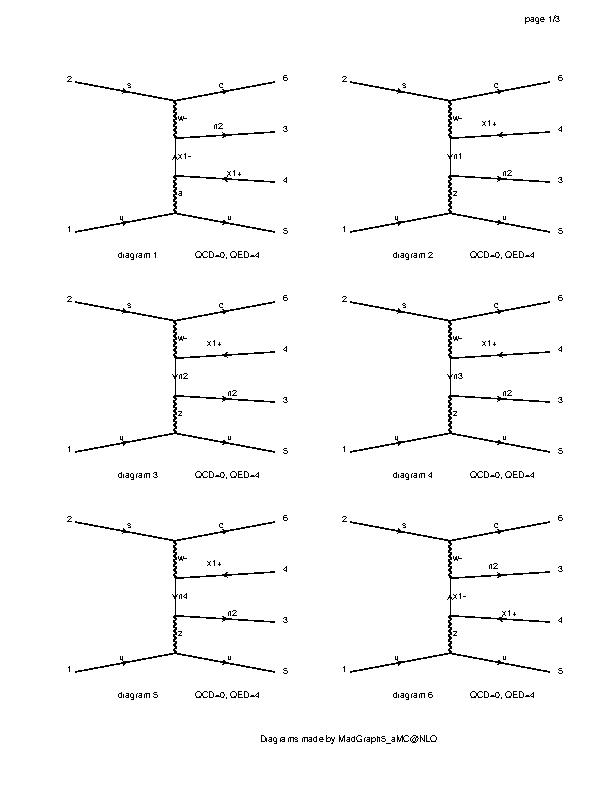 page 1/3
2 s c 6
w-
n2 3
x1-
x1+ 4
a
1 u u 5
diagram 1 QCD=0, QED=4
2 s c 6
w-
x1+ 4
n1
n2 3
z
1 u u 5
diagram 2 QCD=0, QED=4
2 s c 6
w-
x1+ 4
n2
n2 3
z
1 u u 5
diagram 3 QCD=0, QED=4
2 s c 6
w-
x1+ 4
n3
n2 3
z
1 u u 5
diagram 4 QCD=0, QED=4
2 s c 6
w-
x1+ 4
n4
n2 3
z
1 u u 5
diagram 5 QCD=0, QED=4
2 s c 6
w-
n2 3
x1-
x1+ 4
z
1 u u 5
diagram 6 QCD=0, QED=4
Diagrams made by MadGraph5_aMC@NLO